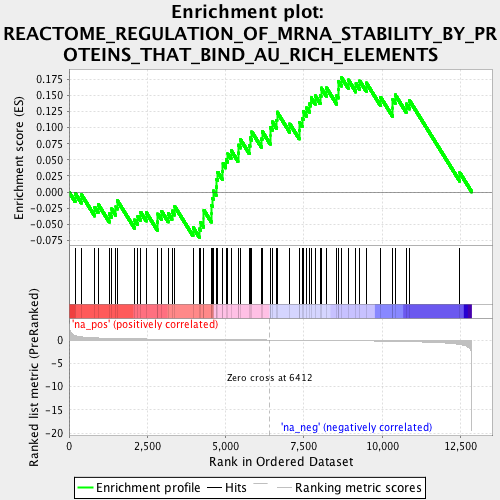 Enrichment plot:
REACTOME_REGULATION_OF_MRNA_STABILITY_BY_PR
OTEINS_THAT_BIND_AU_RICH_ELEMENTS
Enrichment score (ES)
0.175
0.150
0.125
0.100
0.075
0.050
0.025
0.000
-0.025
-0.050
-0.075
'na_pos' (positively correlated)
Ranked list metric (PreRanked)
0
-5
-10
-15
-20
Zero cross at 6412
'na_neg' (negatively correlated)
0
2,500
5,000
7,500
10,000
12,500
Rank in Ordered Dataset
Enrichment profile
Hits
Ranking metric scores